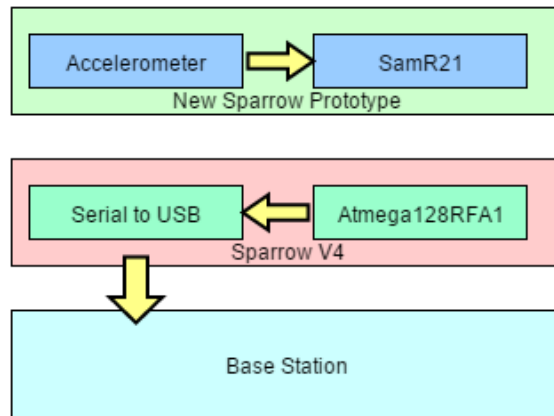 Accelerometer
SamR21
New Sparrow Prototype
Serial to USB
Atmega128RFA1
Sparrow V4
Base Station